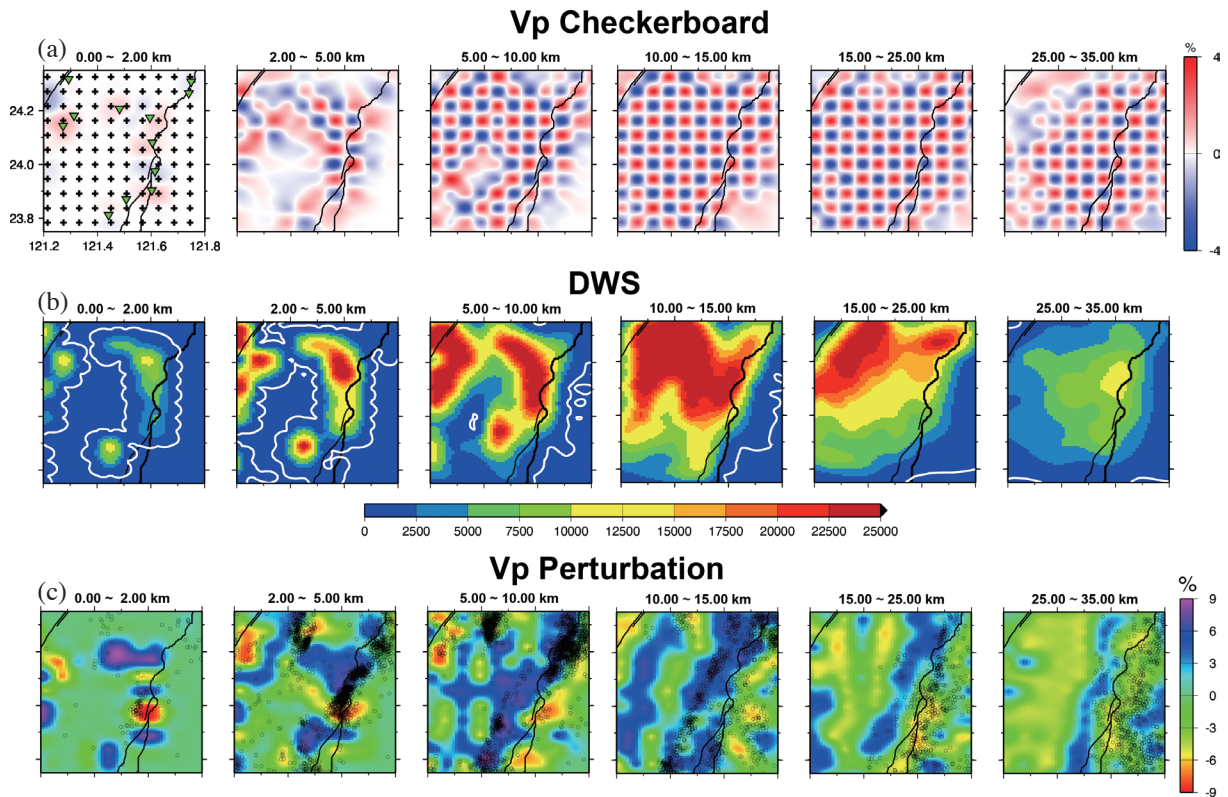 Vp Checkerboard
(a)
0.00 ~ 2.00 km 2.00 ~ 5.00 km 5.00 ~ 10.00 km 10.00 ~ 15.00 km 15.00 ~ 25.00 km 25.00 ~ 35.00 km
%
4
24.2
24.0
0
23.8
-4
121.2 121.4 121.6 121.8
DWS
(b)
0.00 ~ 2.00 km 2.00 ~ 5.00 km 5.00 ~ 10.00 km 10.00 ~ 15.00 km 15.00 ~ 25.00 km 25.00 ~ 35.00 km
0 2500 5000 7500 10000 12500 15000 17500 20000 22500 25000
Vp Perturbation
(c)
0.00 ~ 2.00 km 2.00 ~ 5.00 km 5.00 ~ 10.00 km 10.00 ~ 15.00 km 15.00 ~ 25.00 km 25.00 ~ 35.00 km
%
9
6
3
0
-3
-6
-9